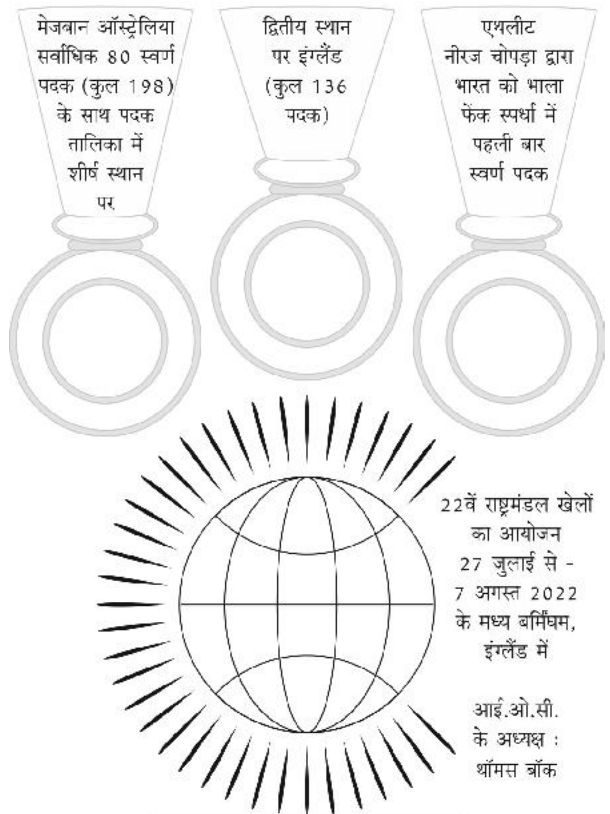 मेजबान ऑस्ट्रेलिया
सर्वाधिक 80 स्वर्ण
पदक (कुल 198)
के साथ पदक
तालिका में
शीर्ष स्थान
पर
द्वितीय स्थान
पर इंग्लैंड
(कुल 136
पदक)
एथलीट
नीरज चोपड़ा द्वारा
भारत को भाला
फेंक स्पर्धा में
पहली बार
स्वर्ण पदक
22वें राष्ट्रमंडल खेलों
का आयोजन
27 जुलाई से -
7 अगस्त 2022
के मध्य बर्मिंघम,
इंग्लैंड में
आई.ओ.सी.
के अध्यक्ष :
थॉमस बॉक